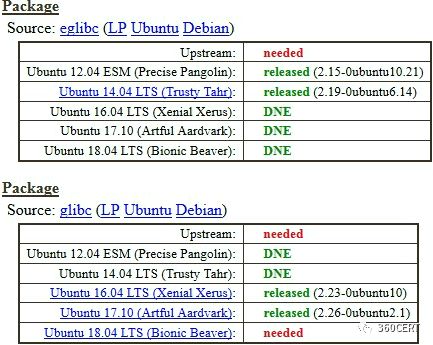 Package
Source: eglibc (LP Ubuntu Debian)
Upstream: needed
Ubuntu 12.04 ESM (Precise Pangolin): released (2.15-0ubuntu10.21)
Ubuntu 14.04 LTS (Trusty Tahr): released (2.19-0ubuntu6.14)
Ubuntu 16.04 LTS (Xenial Xerus): DNE
Ubuntu 17.10 (Artful Aardvark): DNE
Ubuntu 18.04 LTS (Bionic Beaver): DNE
Package
Source: glibc (LP Ubuntu Debian)
Upstream: needed
Ubuntu 12.04 ESM (Precise Pangolin): DNE
Ubuntu 14.04 LTS (Trusty Tahr): DNE
Ubuntu 16.04 LTS (Xenial Xerus): released (2.23-0ubuntu10)
Ubuntu 17.10 (Artful Aardvark): released (2.26-0ubuntu2.1)
Ubuntu 18.04 LTS (Bionic Beaver): needed
360CERT